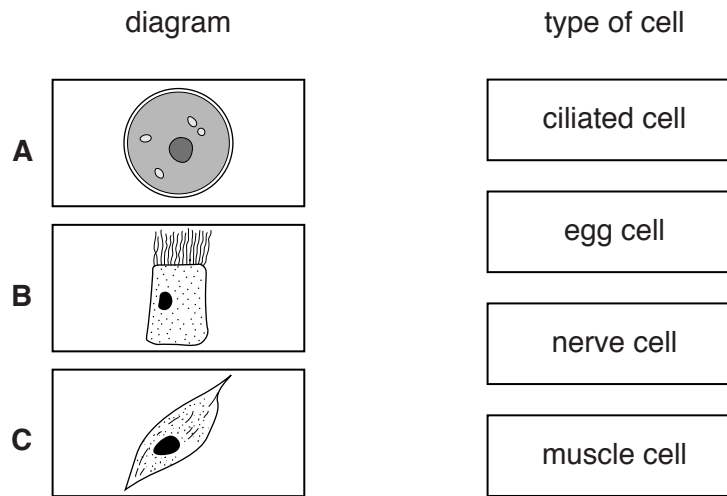 diagram
type of cell
A
ciliated cell
egg cell
B
nerve cell
C
muscle cell